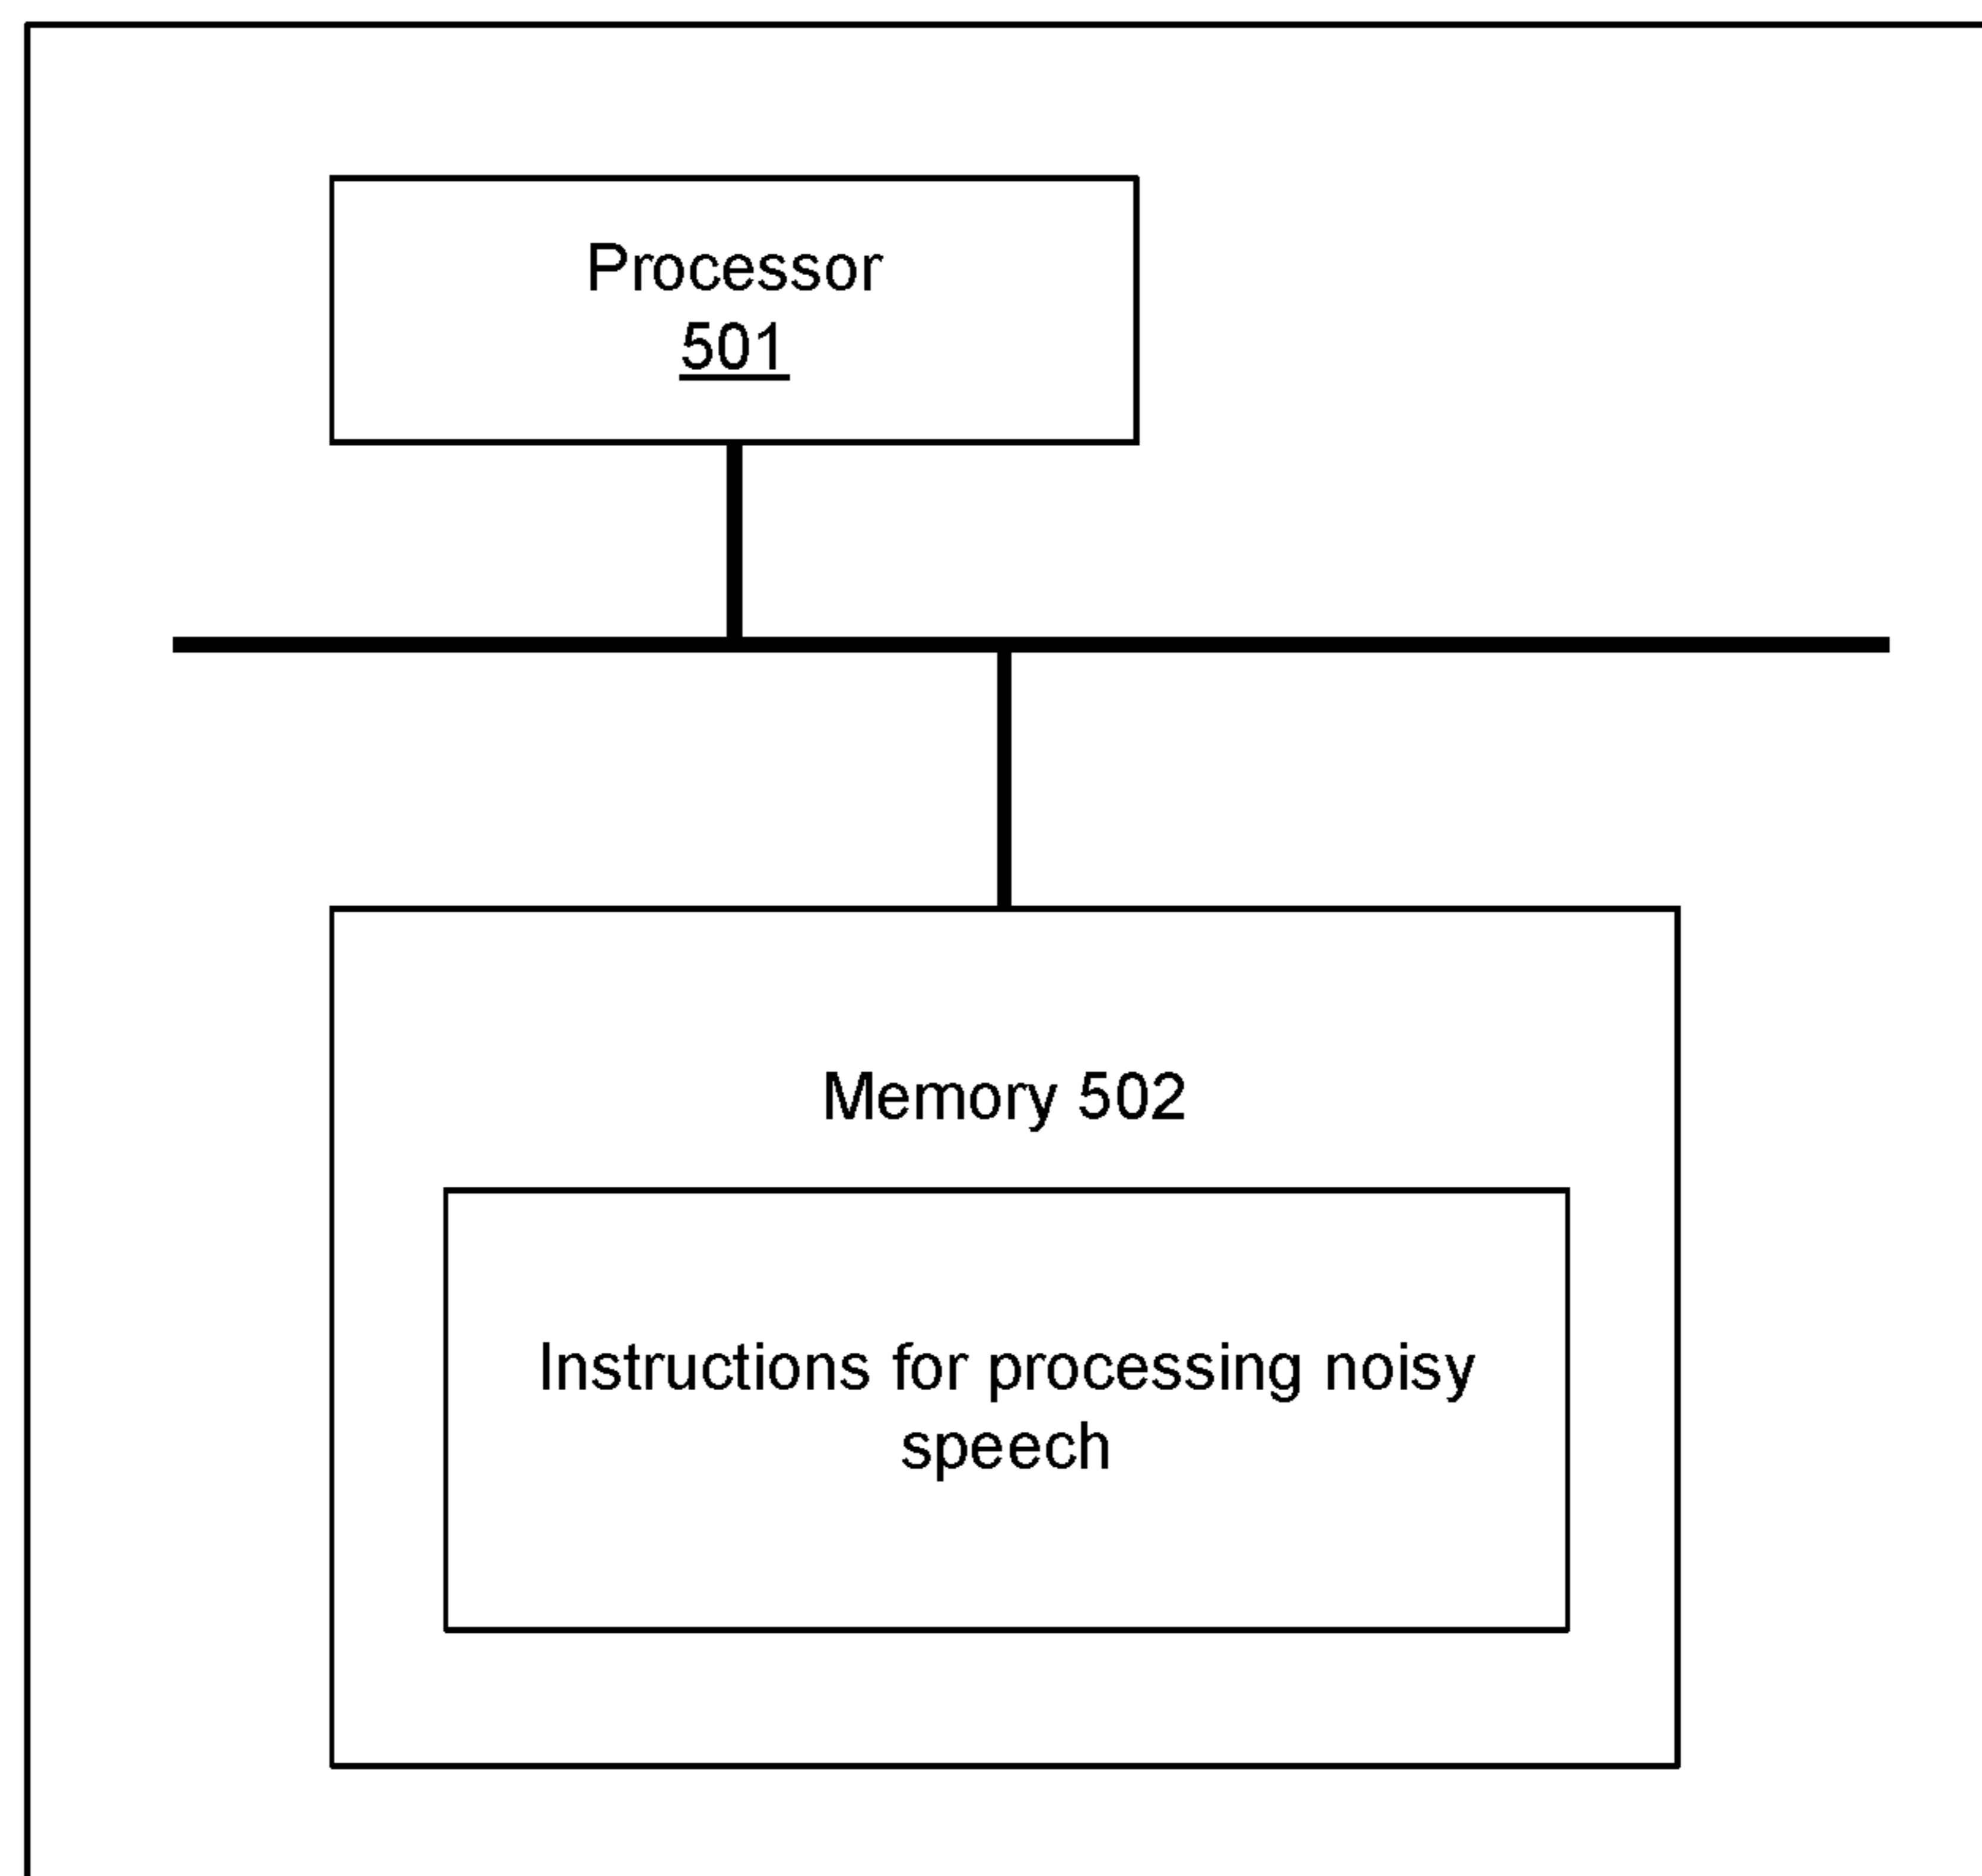 Processor
501
Memory 502
Instructions for processing noisy
speech